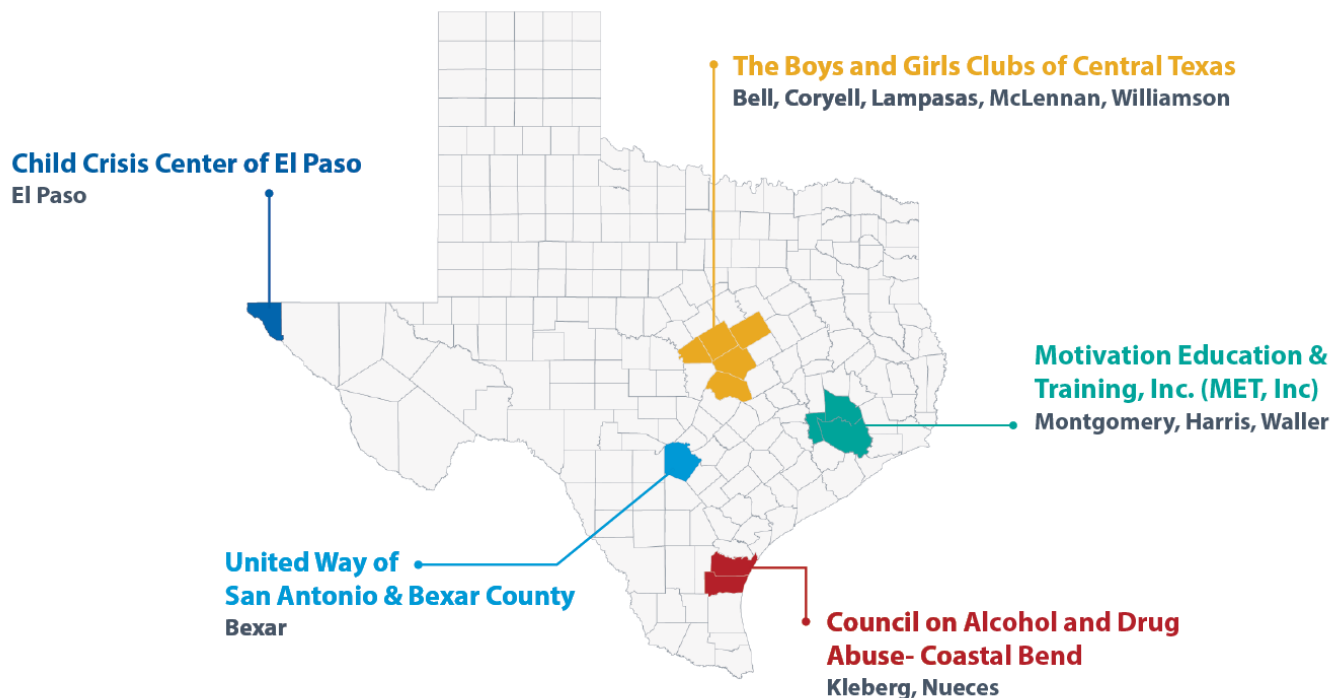 The Boys and Girls Clubs of Central Texas
Bell, Coryell, Lampasas, McLennan, Williamson
Child Crisis Center of El Paso
El Paso
Motivation Education &
Training, Inc. (MET, Inc)
Montgomery, Harris, Waller
United Way of
San Antonio & Bexar County
Bexar
Council on Alcohol and Drug
Abuse- Coastal Bend
Kleberg, Nueces